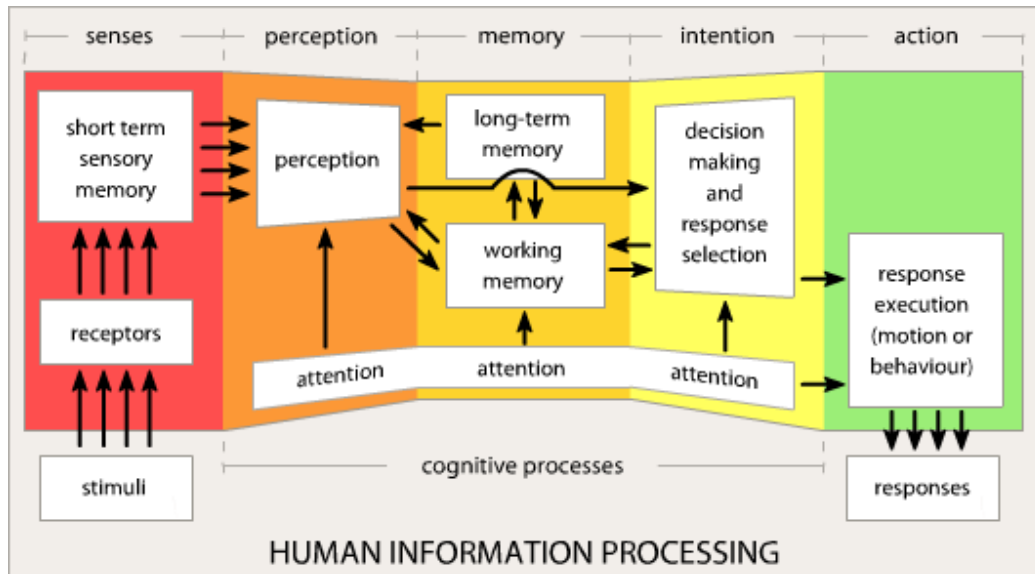 senses
perception
memory
intention
action
short term
sensory
memory
perception
long-term
memory
decision
making
and
response
selection
working
memory
response
execution
(motion or
behaviour)
receptors
attention
attention
attention
stimuli
cognitive processes
responses
HUMAN INFORMATION PROCESSING